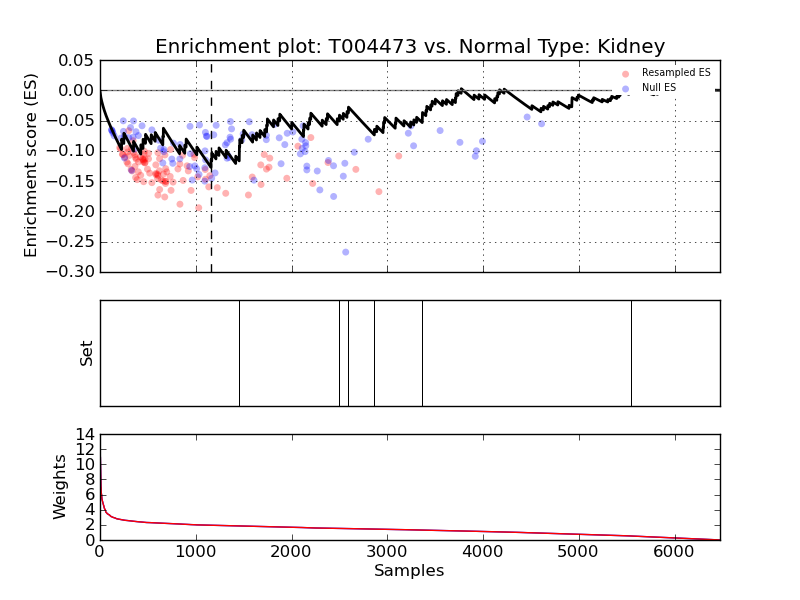 Enrichment plot: T004473 vs. Normal Type: Kidney
Enrichment score (ES)
0.05
0.00
−0.05
−0.10
−0.15
−0.20
−0.25
−0.30
Resampled ES
Null ES
Set
Weights
14
12
10
8
6
4
2
0
0 1000 2000 3000 4000 5000 6000
Samples